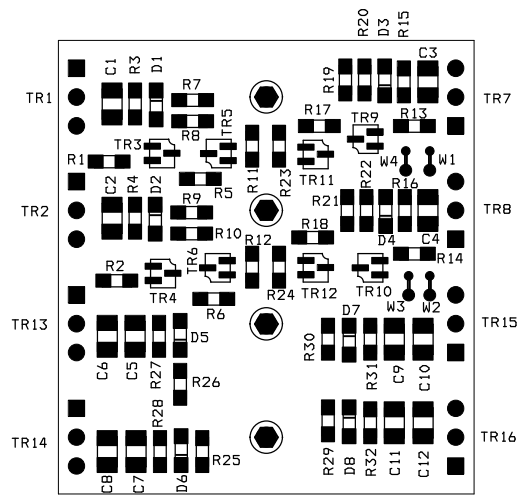 R20
D3
R15
C1
R3
D1
R19
C3
R7
TR1
R17
TR9
R13
TR7
TR5
R8
TR3
R1
R11
R23
TR11
W4
W1
R22
R5
R16
C2
R4
D2
R9
R21
TR2
R10
R12
R18
D4
C4
TR8
TR6
R14
R2
TR4
R24
TR12
TR10
R6
W3
W2
TR13
D5
D7
TR15
C6
C5
R27
R30
R31
C9
C10
R26
R28
TR14
TR16
R25
C8
C7
D6
R29
D8
R32
C11
C12